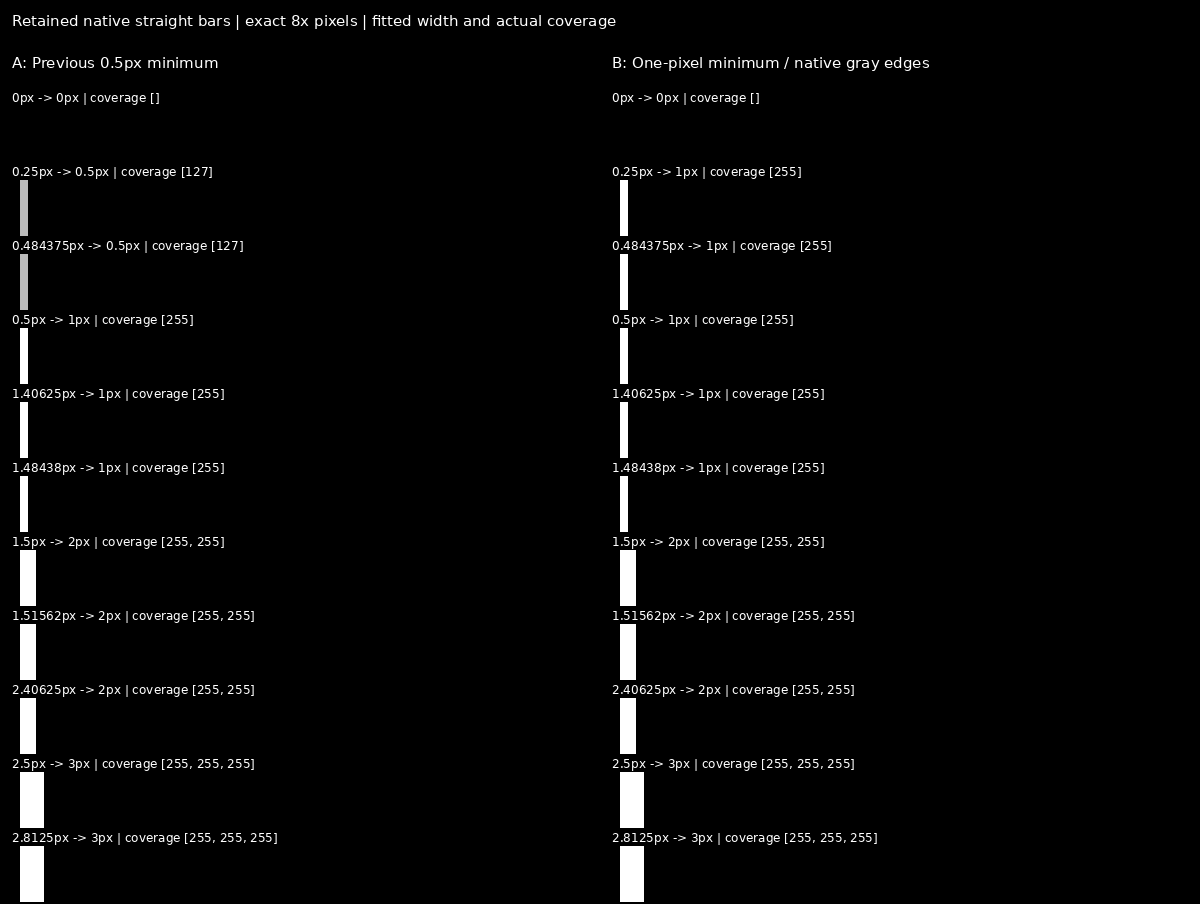 Retained native straight bars | exact 8x pixels | fitted width and actual coverage
A: Previous 0.5px minimum
0px -> 0px | coverage []
0.25px -> 0.5px | coverage [127]
0.484375px -> 0.5px | coverage [127]
0.5px -> 1px | coverage [255]
1.40625px -> 1px | coverage [255]
1.48438px -> 1px | coverage [255]
1.5px -> 2px | coverage [255, 255]
1.51562px -> 2px | coverage [255, 255]
2.40625px -> 2px | coverage [255, 255]
2.5px -> 3px | coverage [255, 255, 255]
2.8125px -> 3px | coverage [255, 255, 255]
B: One-pixel minimum / native gray edges
0px -> 0px | coverage []
0.25px -> 1px | coverage [255]
0.484375px -> 1px | coverage [255]
0.5px -> 1px | coverage [255]
1.40625px -> 1px | coverage [255]
1.48438px -> 1px | coverage [255]
1.5px -> 2px | coverage [255, 255]
1.51562px -> 2px | coverage [255, 255]
2.40625px -> 2px | coverage [255, 255]
2.5px -> 3px | coverage [255, 255, 255]
2.8125px -> 3px | coverage [255, 255, 255]